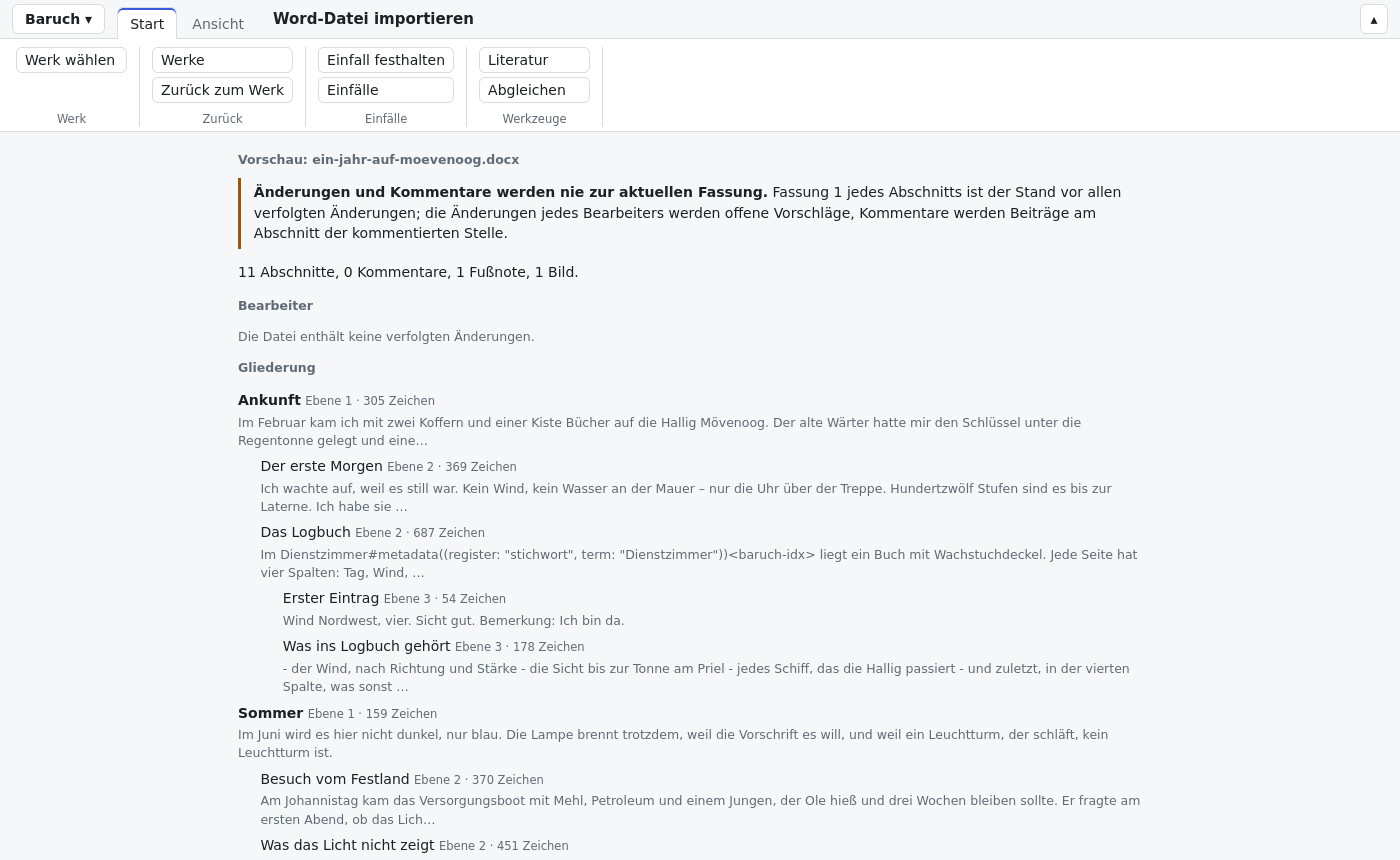 Baruch ▾
Start
Ansicht
Word-Datei importieren
▴
Werk wählen
Werk
Werke
Zurück zum Werk
Zurück
Einfall festhalten
Einfälle
Einfälle
Literatur
Abgleichen
Werkzeuge
Vorschau: ein-jahr-auf-moevenoog.docx
Änderungen und Kommentare werden nie zur aktuellen Fassung. Fassung 1 jedes Abschnitts ist der Stand vor allen
verfolgten Änderungen; die Änderungen jedes Bearbeiters werden offene Vorschläge, Kommentare werden Beiträge am
Abschnitt der kommentierten Stelle.
11 Abschnitte, 0 Kommentare, 1 Fußnote, 1 Bild.
Bearbeiter
Die Datei enthält keine verfolgten Änderungen.
Gliederung
Ankunft Ebene 1 · 305 Zeichen
Im Februar kam ich mit zwei Koffern und einer Kiste Bücher auf die Hallig Mövenoog. Der alte Wärter hatte mir den Schlüssel unter die
Regentonne gelegt und eine…
Der erste Morgen Ebene 2 · 369 Zeichen
Ich wachte auf, weil es still war. Kein Wind, kein Wasser an der Mauer – nur die Uhr über der Treppe. Hundertzwölf Stufen sind es bis zur
Laterne. Ich habe sie …
Das Logbuch Ebene 2 · 687 Zeichen
Im Dienstzimmer#metadata((register: "stichwort", term: "Dienstzimmer"))<baruch-idx> liegt ein Buch mit Wachstuchdeckel. Jede Seite hat
vier Spalten: Tag, Wind, …
Erster Eintrag Ebene 3 · 54 Zeichen
Wind Nordwest, vier. Sicht gut. Bemerkung: Ich bin da.
Was ins Logbuch gehört Ebene 3 · 178 Zeichen
- der Wind, nach Richtung und Stärke - die Sicht bis zur Tonne am Priel - jedes Schiff, das die Hallig passiert - und zuletzt, in der vierten
Spalte, was sonst …
Sommer Ebene 1 · 159 Zeichen
Im Juni wird es hier nicht dunkel, nur blau. Die Lampe brennt trotzdem, weil die Vorschrift es will, und weil ein Leuchtturm, der schläft, kein
Leuchtturm ist.
Besuch vom Festland Ebene 2 · 370 Zeichen
Am Johannistag kam das Versorgungsboot mit Mehl, Petroleum und einem Jungen, der Ole hieß und drei Wochen bleiben sollte. Er fragte am
ersten Abend, ob das Lich…
Was das Licht nicht zeigt Ebene 2 · 451 Zeichen